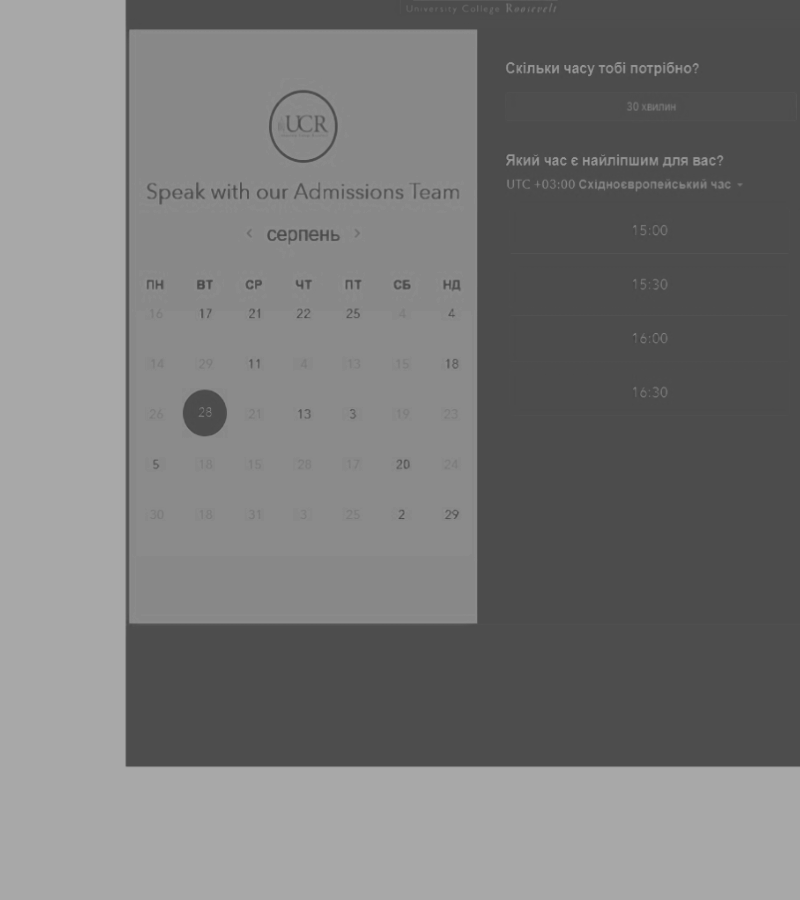 University College Roosevelt
UCR
Speak with our Admissions Team
‹ серпень ›
ПН ВТ СР ЧТ ПТ СБ НД
16 17 21 22 25 4 4
14 29 11 4 13 15 18
26 28 21 13 3 19 23
5 18 15 28 17 20 24
30 18 31 3 25 2 29
Скільки часу тобі потрібно?
30 хвилин
Який час є найліпшим для вас?
UTC +03:00 Східноєвропейський час
15:00
15:30
16:00
16:30